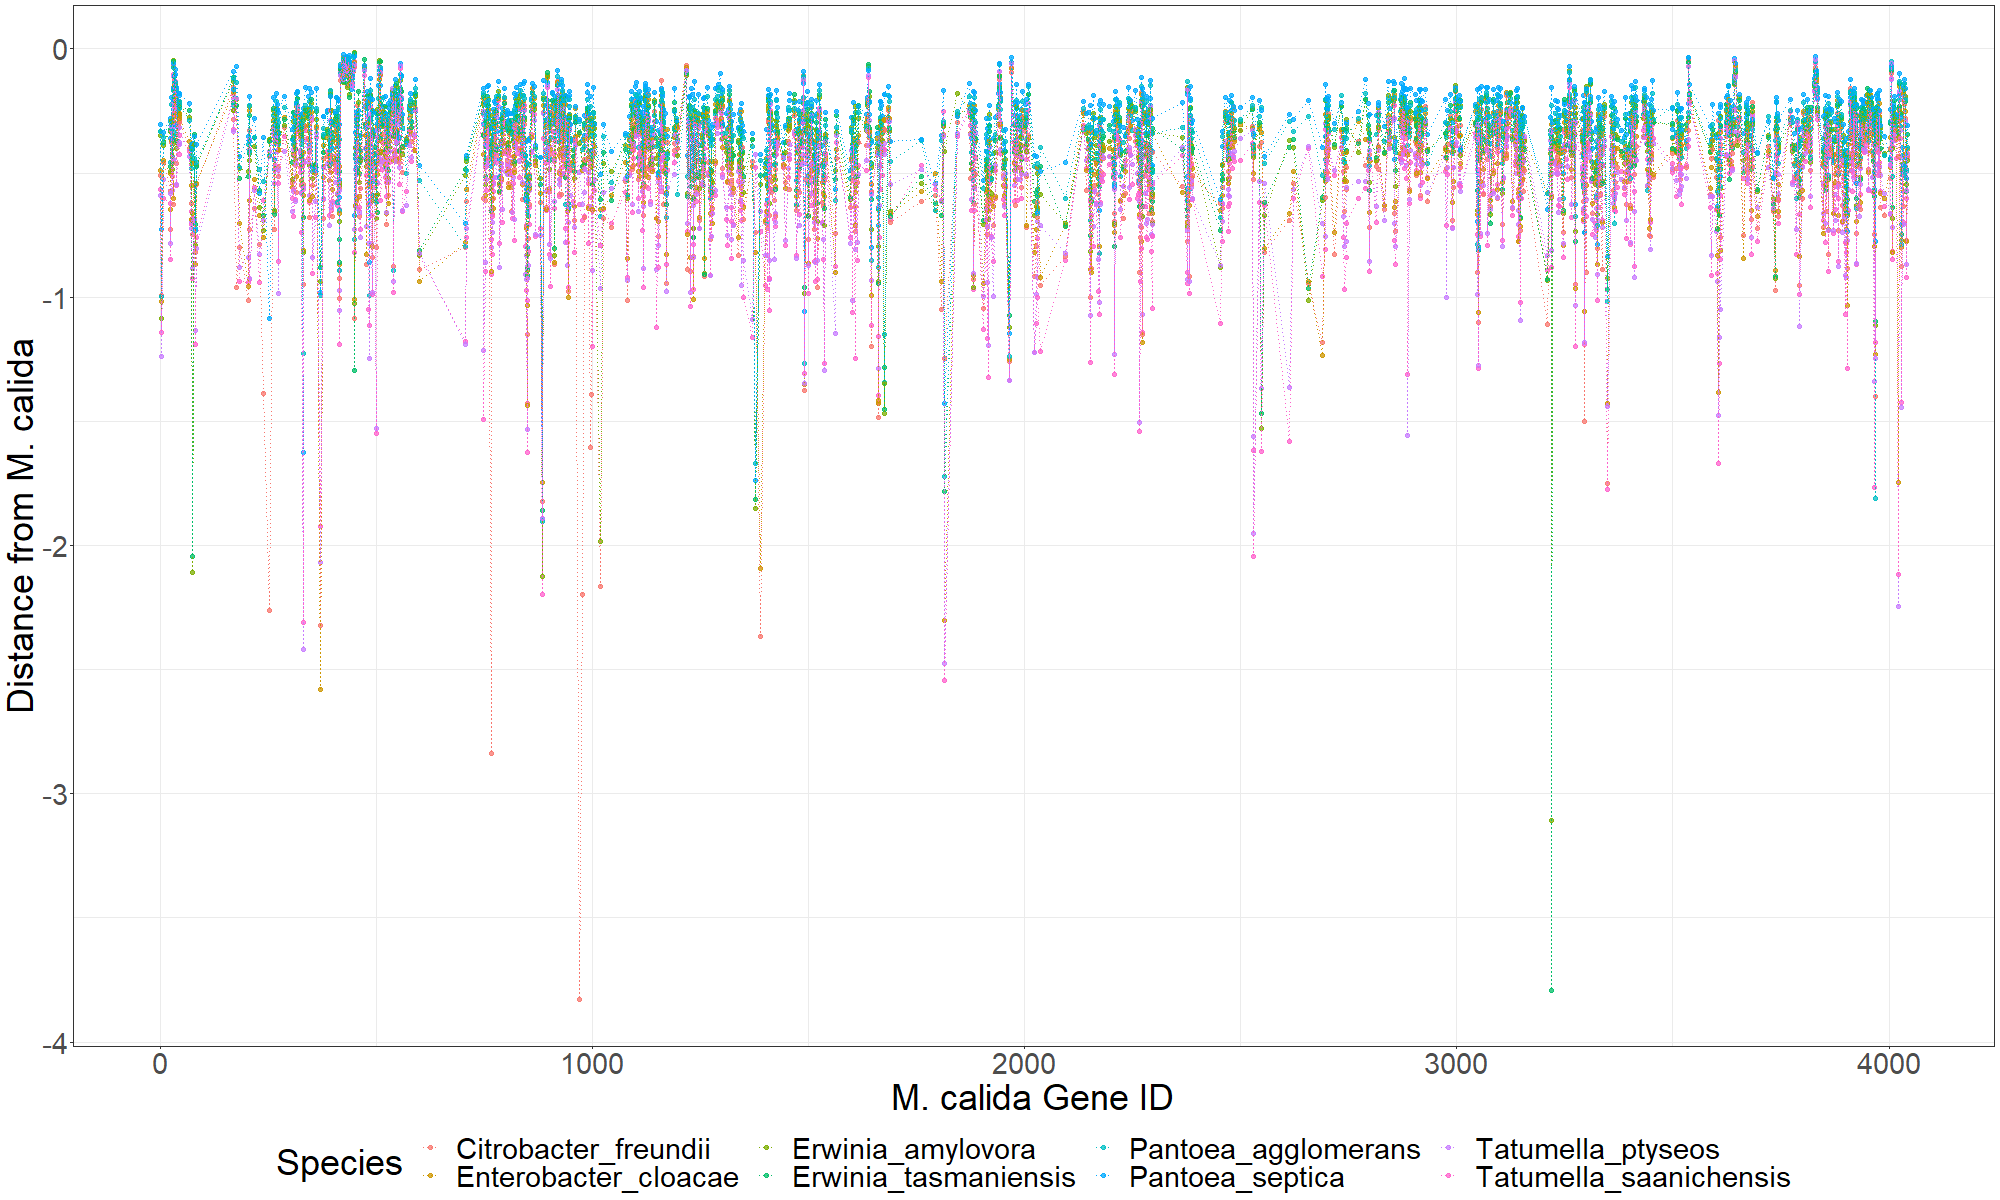 0
-1
-2
-3
-4
Distance from M. calida
0 1000 2000 3000 4000
M. calida Gene ID
Species
Citrobacter_freundii Erwinia_amylovora Pantoea_agglomerans Tatumella_ptyseos
Enterobacter_cloacae Erwinia_tasmaniensis Pantoea_septica Tatumella_saanichensis